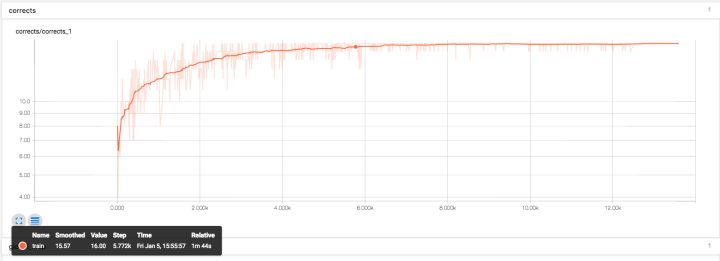 corrects
1
corrects/corrects_1
10.0
9.00
8.00
7.00
6.00
5.00
4.00
0.000 2.000k 4.000k 6.000k 8.000k 10.00k 12.00k
Name Smoothed Value Step Time Relative
train 15.57 16.00 5.772k Fri Jan 5, 15:55:57 1m 44s
1